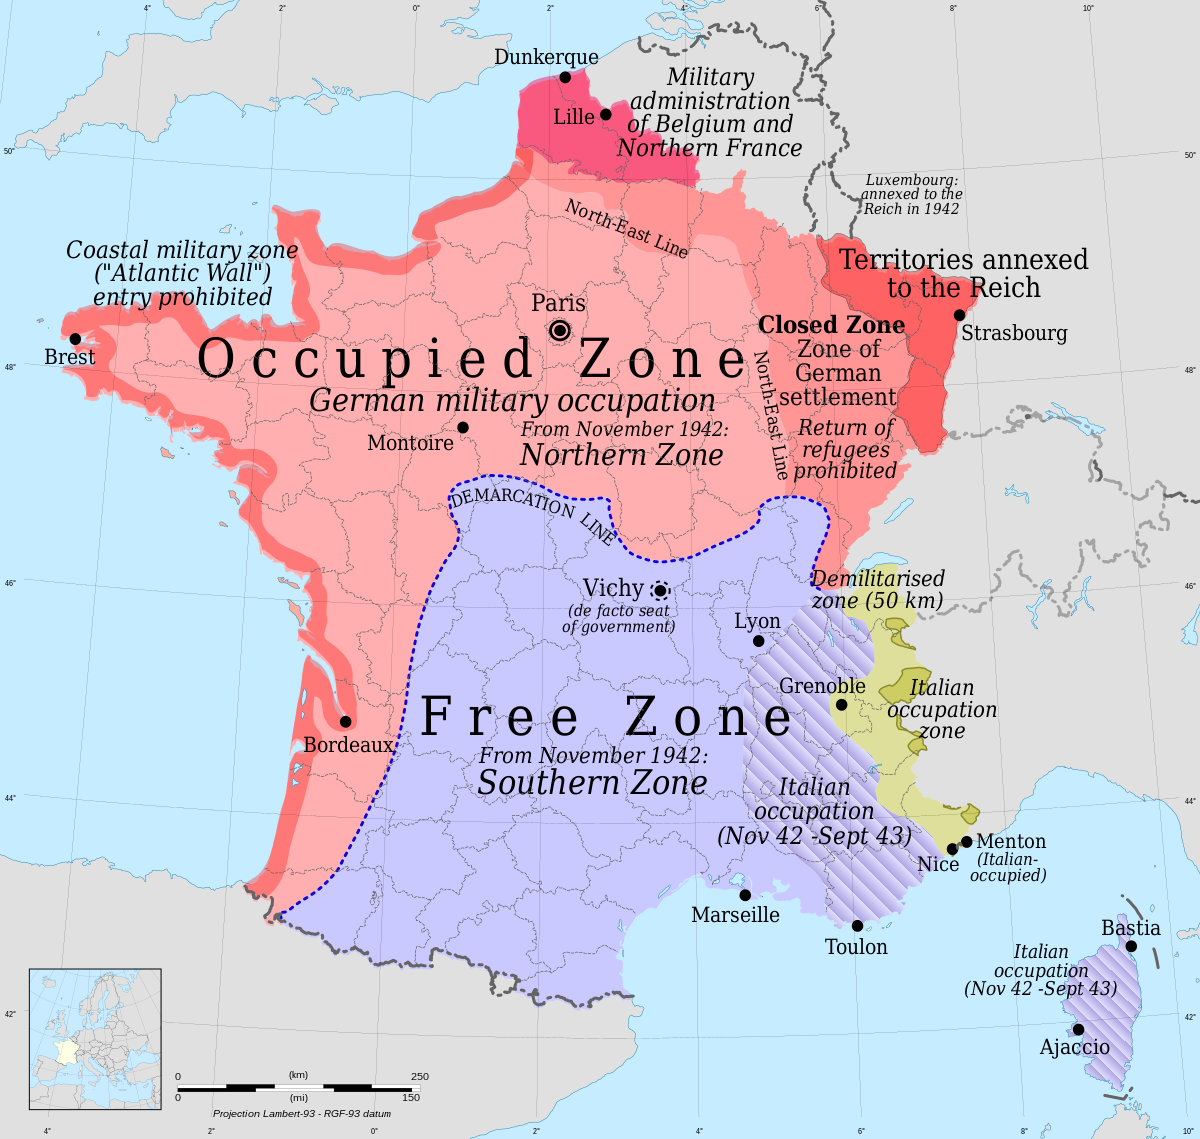 4° 2° 0° 2° 4° 6° 8° 10°
Dunkerque
Military
administration
of Belgium and
Northern France
Lille
50°
50°
Luxembourg:
annexed to the
Reich in 1942
North-East Line
Coastal military zone
("Atlantic Wall")
entry prohibited
Territories annexed
to the Reich
Paris
Closed Zone
Zone of
German
settlement
Strasbourg
Brest
48°
48°
Occupied Zone
German military occupation
From November 1942:
Northern Zone
Montoire
North-East Line
Return of
refugees
prohibited
DEMARCATION LINE
46°
46°
Vichy
(de facto seat
of government)
Demilitarised
zone (50 km)
Lyon
Grenoble
Italian
occupation
zone
Free Zone
From November 1942:
Southern Zone
Bordeaux
44°
44°
Italian
occupation
(Nov 42 -Sept 43)
Menton
(Italian-
occupied)
Nice
Marseille
Toulon
Bastia
Italian
occupation
(Nov 42 -Sept 43)
Ajaccio
42°
42°
0 (km) 250
0 (mi) 150
Projection Lambert-93 - RGF-93 datum
4° 2° 0° 2° 4° 6° 8° 10°